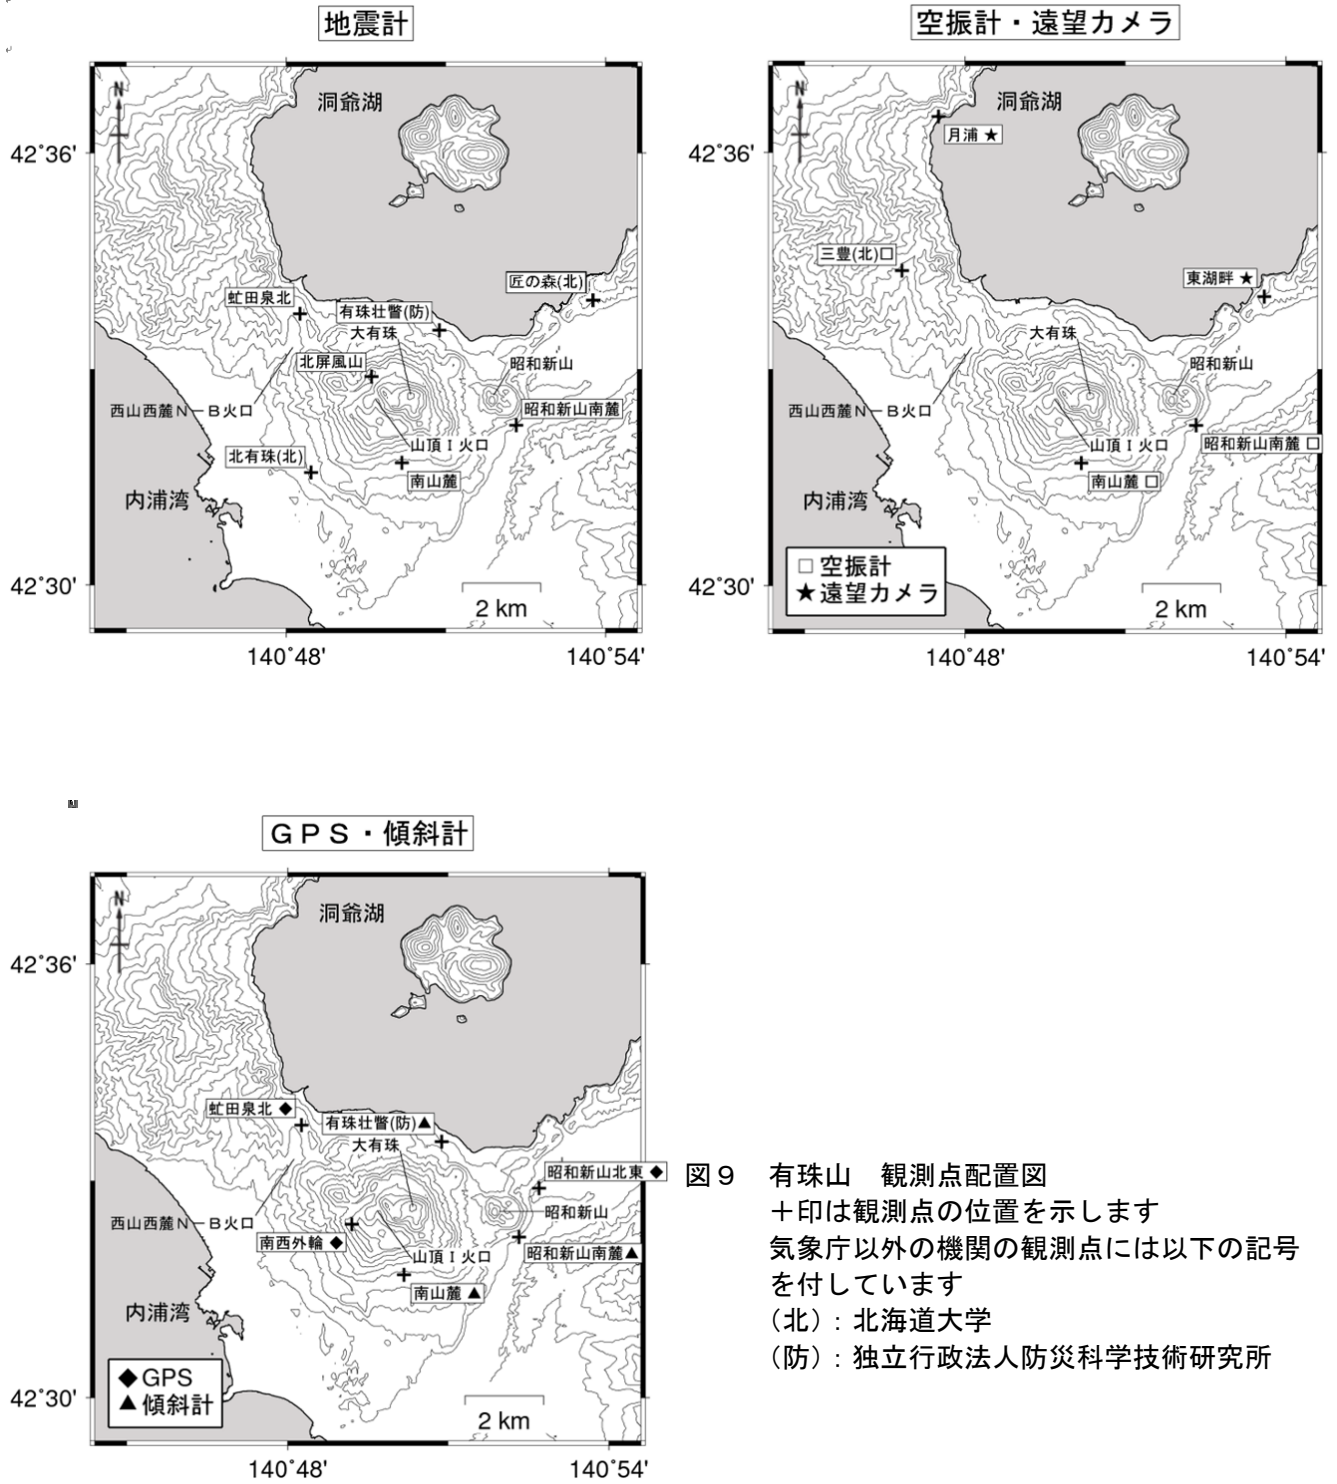 地震計
N
洞爺湖
42°36'
匠の森(北)
虻田泉北
有珠壮瞥(防)
大有珠
北屏風山
昭和新山
西山西麓N-B火口
昭和新山南麓
山頂Ⅰ火口
北有珠(北)
南山麓
内浦湾
42°30'
2 km
140°48'
140°54'
空振計・遠望カメラ
N
洞爺湖
月浦 ★
42°36'
三豊(北)□
東湖畔 ★
大有珠
昭和新山
西山西麓N-B火口
山頂Ⅰ火口
昭和新山南麓 □
南山麓 □
内浦湾
□ 空振計
★遠望カメラ
42°30'
2 km
140°48'
140°54'
GPS・傾斜計
N
洞爺湖
42°36'
虻田泉北 ◆
有珠壮瞥(防)▲
大有珠
昭和新山北東 ◆
西山西麓N-B火口
昭和新山
南西外輪 ◆
山頂Ⅰ火口
昭和新山南麓▲
南山麓 ▲
内浦湾
◆GPS
▲傾斜計
42°30'
2 km
140°48'
140°54'
図9 有珠山 観測点配置図
+印は観測点の位置を示します
気象庁以外の機関の観測点には以下の記号
を付しています
(北):北海道大学
(防):独立行政法人防災科学技術研究所